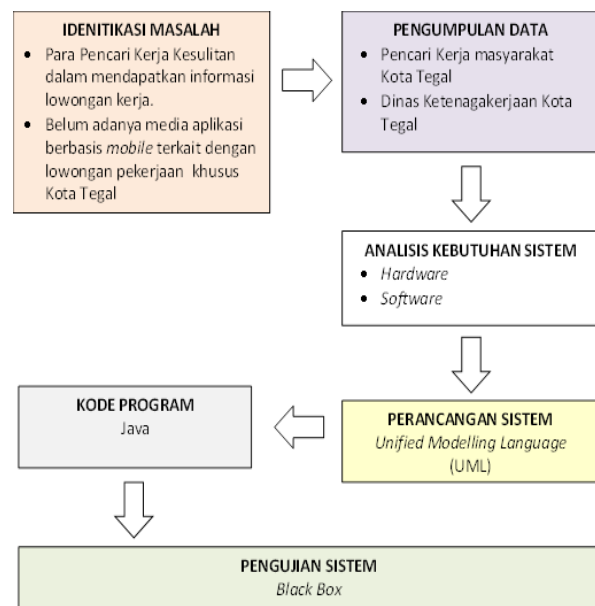 IDENITIKASI MASALAH
• Para Pencari Kerja Kesulitan
dalam mendapatkan informasi
lowongan kerja.
• Belum adanya media aplikasi
berbasis mobile terkait dengan
lowongan pekerjaan khusus
Kota Tegal
PENGUMPULAN DATA
• Pencari Kerja masyarakat
Kota Tegal
• Dinas Ketenagakerjaan Kota
Tegal
ANALISIS KEBUTUHAN SISTEM
• Hardware
• Software
PERANCANGAN SISTEM
Unified Modelling Language
(UML)
KODE PROGRAM
Java
PENGUJIAN SISTEM
Black Box